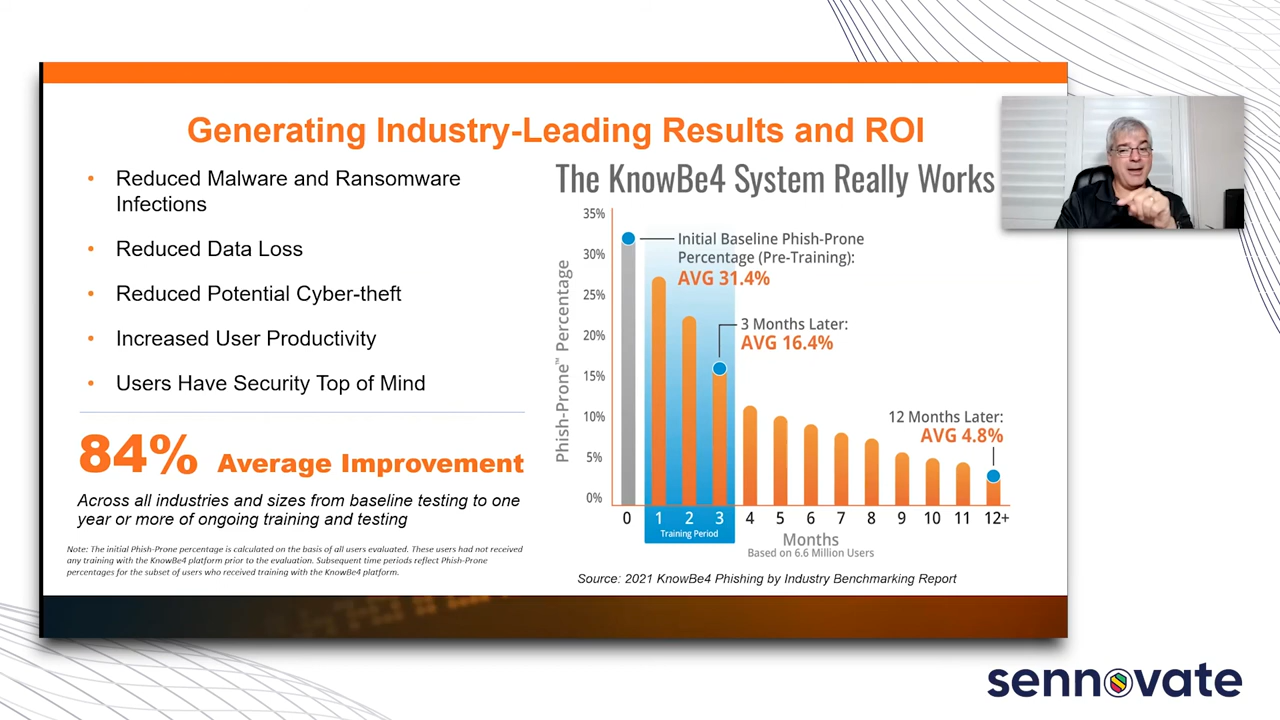 Generating Industry-Leading Results and ROI
• Reduced Malware and Ransomware
Infections
• Reduced Data Loss
• Reduced Potential Cyber-theft
• Increased User Productivity
• Users Have Security Top of Mind
84% Average Improvement
Across all industries and sizes from baseline testing to one
year or more of ongoing training and testing
Note: The initial Phish-Prone percentage is calculated on the basis of all users evaluated. These users had not received
any training with the KnowBe4 platform prior to the evaluation. Subsequent time periods reflect Phish-Prone
percentages for the subset of users who received training with the KnowBe4 platform.
The KnowBe4 System Really Works
Phish-Prone™ Percentage
35%
30%
25%
20%
15%
10%
5%
0%
Initial Baseline Phish-Prone
Percentage (Pre-Training):
AVG 31.4%
3 Months Later:
AVG 16.4%
12 Months Later:
AVG 4.8%
0 1 2 3 4 5 6 7 8 9 10 11 12+
Training Period
Months
Based on 6.6 Million Users
Source: 2021 KnowBe4 Phishing by Industry Benchmarking Report
sennovate